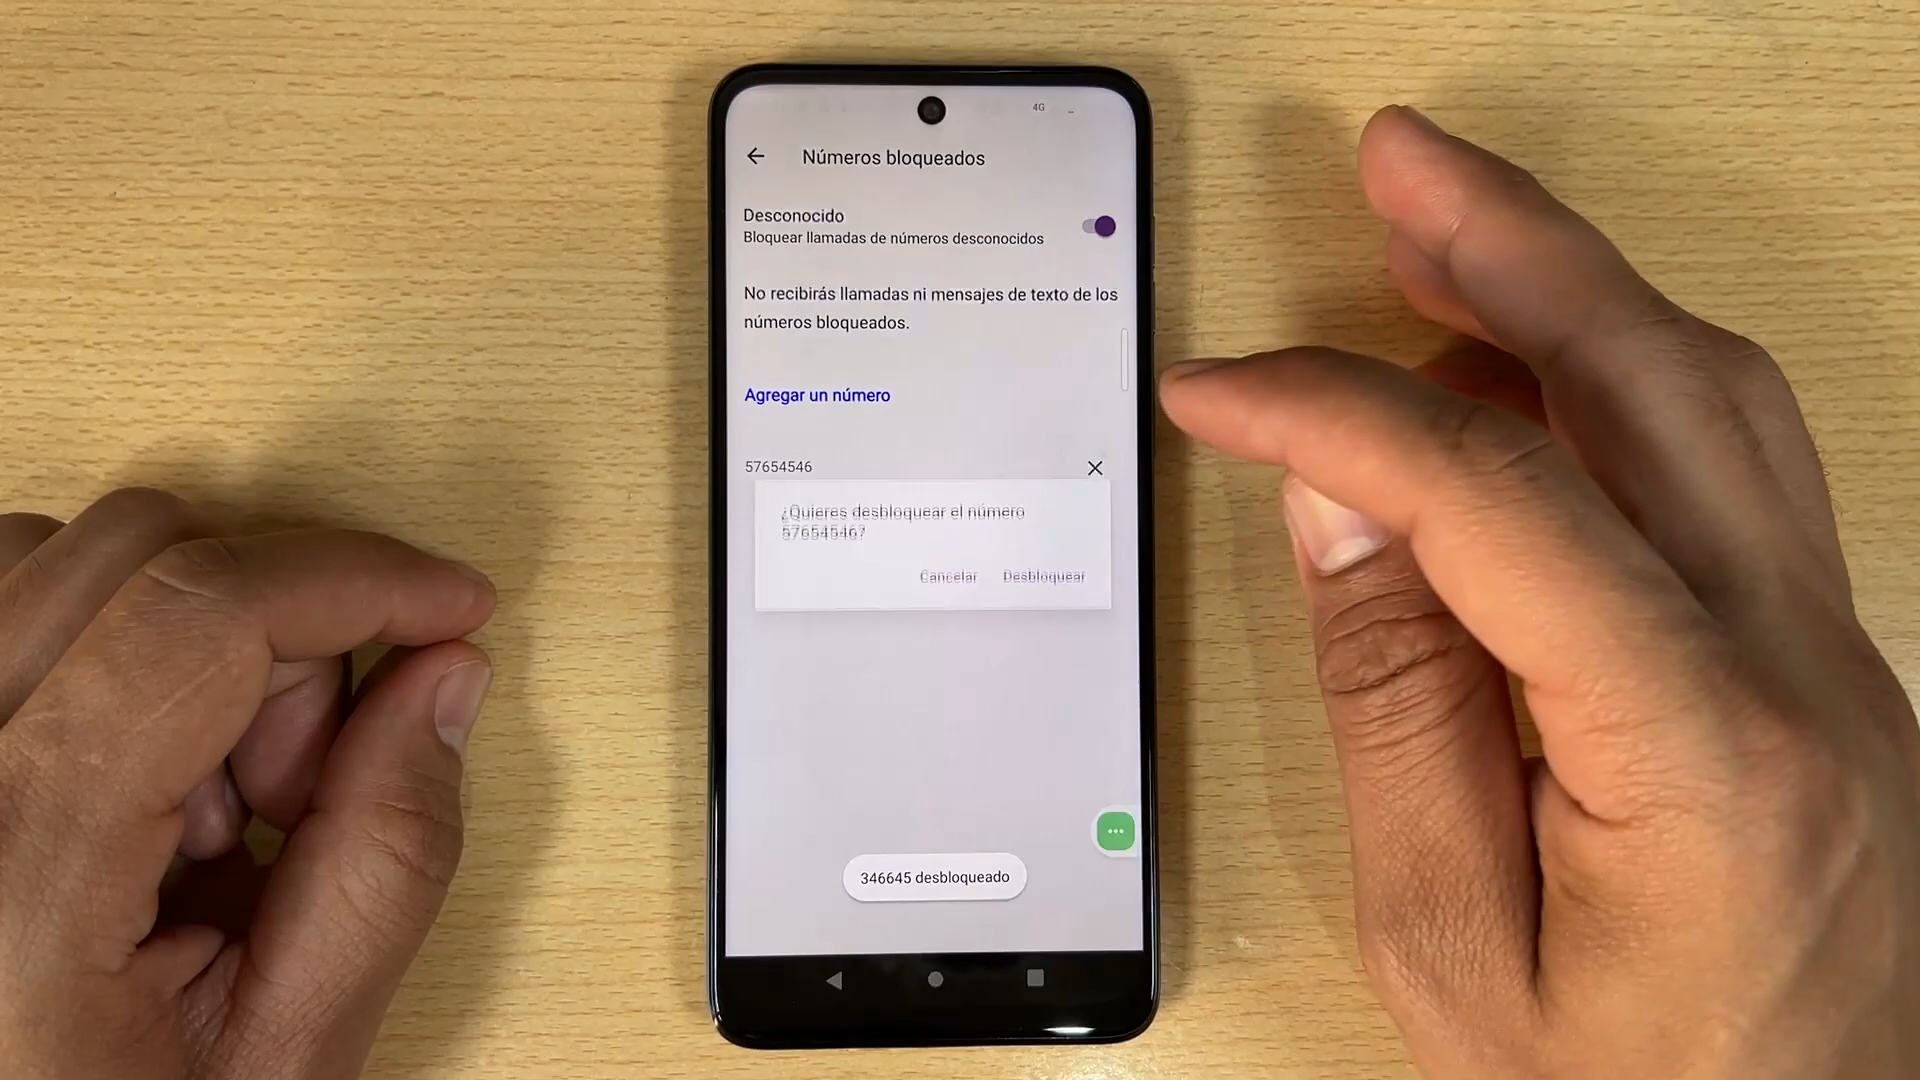 4G
Números bloqueados
Desconocido
Bloquear llamadas de números desconocidos
No recibirás llamadas ni mensajes de texto de los
números bloqueados.
Agregar un número
57654546
¿Quieres desbloquear el número
57654546?
Cancelar Desbloquear
346645 desbloqueado